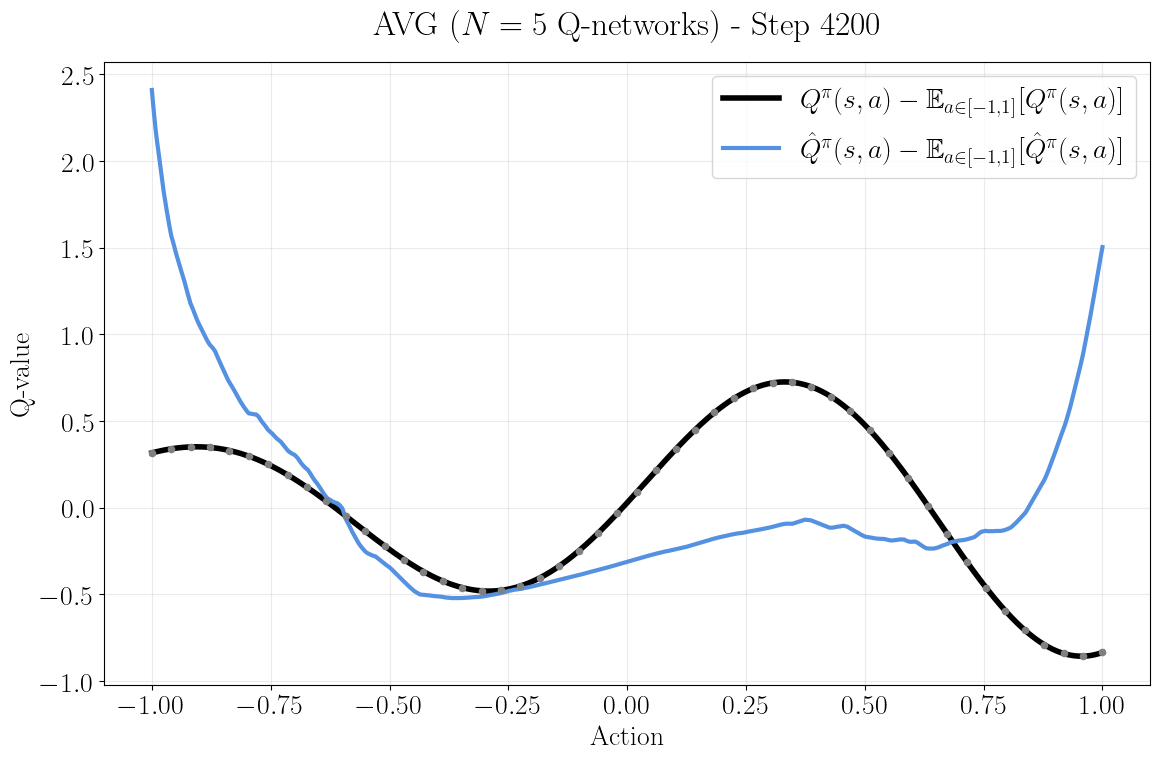 AVG (N = 5 Q-networks) - Step 4200
Q^π(s, a) − 𝔼_{a∈[−1,1]}[Q^π(s, a)]
Q̂^π(s, a) − 𝔼_{a∈[−1,1]}[Q̂^π(s, a)]
Q-value
2.5
2.0
1.5
1.0
0.5
0.0
−0.5
−1.0
−1.00 −0.75 −0.50 −0.25 0.00 0.25 0.50 0.75 1.00
Action